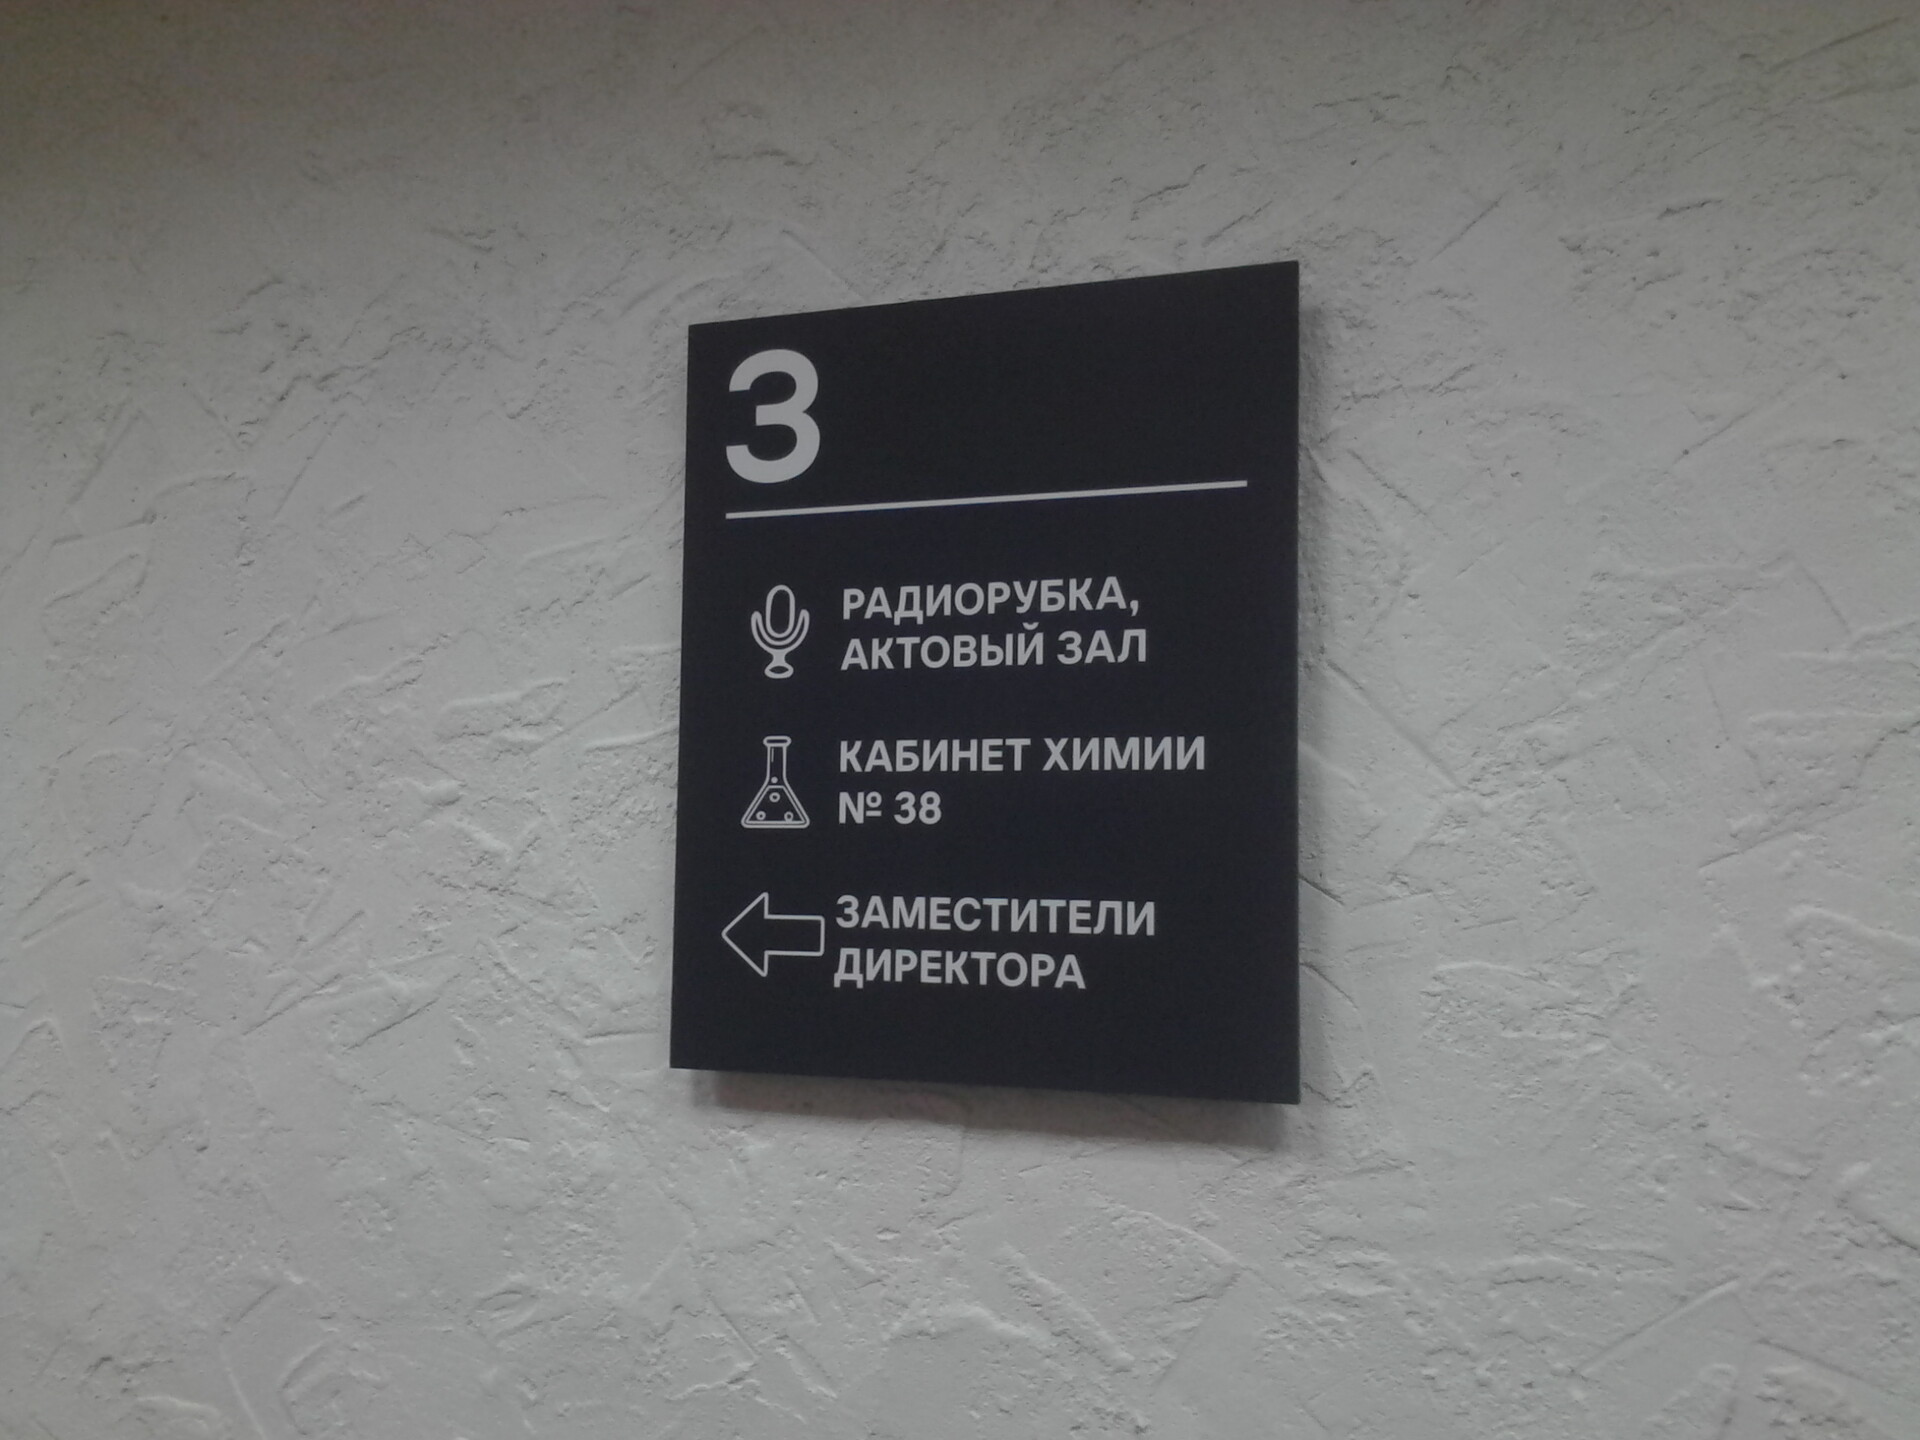 3
РАДИОРУБКА,
АКТОВЫЙ ЗАЛ
КАБИНЕТ ХИМИИ
№ 38
ЗАМЕСТИТЕЛИ
ДИРЕКТОРА